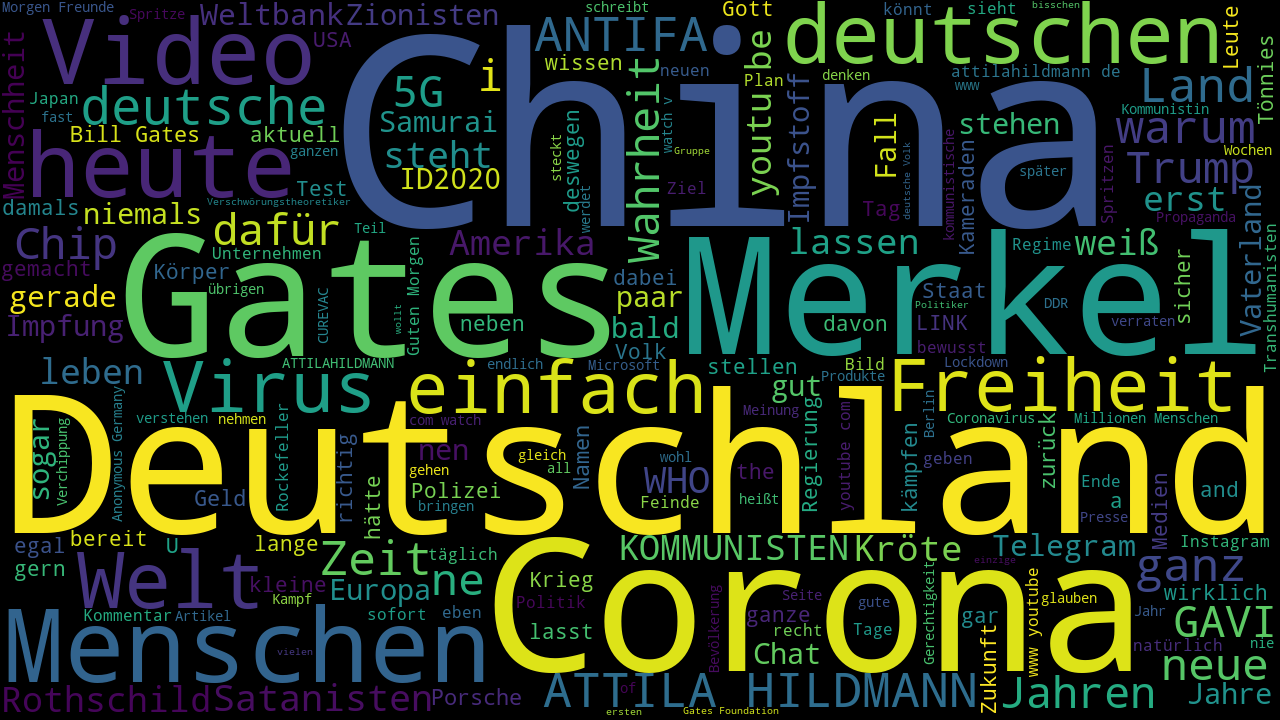 Morgen Freunde
Spritze
Weltbank
Zionisten
schreibt
Gott
könnt
sieht
bisschen
Video
USA
China
ANTIFA
deutschen
Leute
Menschheit
5G
i
wissen
Wahrheit
neuen
youtu be
Plan
denken
attilahildmann de
www
Land
Tönnies
Japan
deutsche
Samurai
Watch v
Impfstoff
Kommunistin
fast
Bill Gates
aktuell
steht
deswegen
Fall
stehen
warum
heute
ganzen
ID2020
steckt
Gruppe
deutsche Volk
kommunistische
Kameraden
später
Trump
Wochen
Test
Ziel
Tag
Spritzen
erst
damals
niemals
Verschwörungstheoretiker
werdet
Propaganda
Chip
dafür
Teil
Amerika
lassen
Regime
weiß
Vaterland
gemacht
Körper
Unternehmen
Guten Morgen
Gates
dabei
Merkel
Staat
DDR
sicher
Transhumanisten
gerade
übrigen
paar
Politiker
Impfung
CUREVAC
wollt
neben
bald
davon
LINK
verraten
Volk
bewusst
leben
Virus
ATTILAHILDMANN
endlich
Microsoft
stellen
Bild
Lockdown
einfach
gut
Produkte
Freiheit
sogar
Verchippung
Anonymous Germany
verstehen
nehmen
com watch
Meinung
Berlin
Coronavirus
Millionen Menschen
Deutschland
Rockefeller
richtig
nen
gleich
Namen
wohl
the
Regierung
youtube com
kämpfen
geben
zurück
Geld
gehen
all
WHO
Ende
and
hätte
Polizei
heißt
a
bringen
Feinde
Presse
Medien
egal
bereit
U
lange
Zeit
täglich
KOMMUNISTEN
Kröte
Telegram
Instagram
gern
Welt
kleine
Europa
ne
Krieg
Corona
einzige
ganz
Kampf
Politik
Bevölkerung
Seite
gute
Gerechtigkeit
www youtube
glauben
wirklich
Menschen
Kommentar
Artikel
sofort
eben
ganze
gar
Jahr
GAVI
lasst
recht
Tage
vielen
Chat
Zukunft
natürlich
nie
neue
Rothschild
Satanisten
Porsche
ATTILA HILDMANN
of
Jahren
Jahre
ersten
Gates Foundation